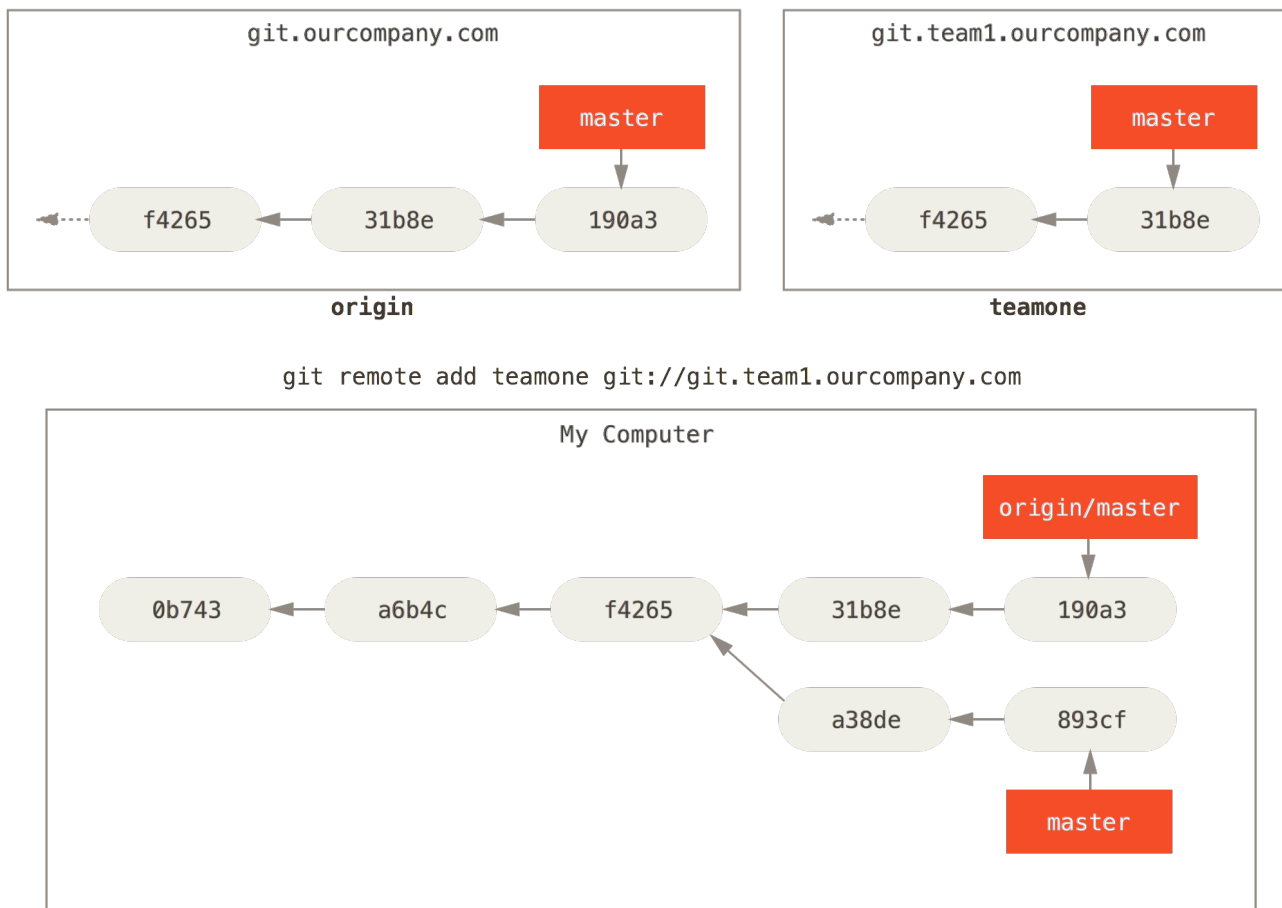 git.ourcompany.com
master
f4265
31b8e
190a3
origin
git.team1.ourcompany.com
master
f4265
31b8e
teamone
git remote add teamone git://git.team1.ourcompany.com
My Computer
origin/master
0b743
a6b4c
f4265
31b8e
190a3
a38de
893cf
master